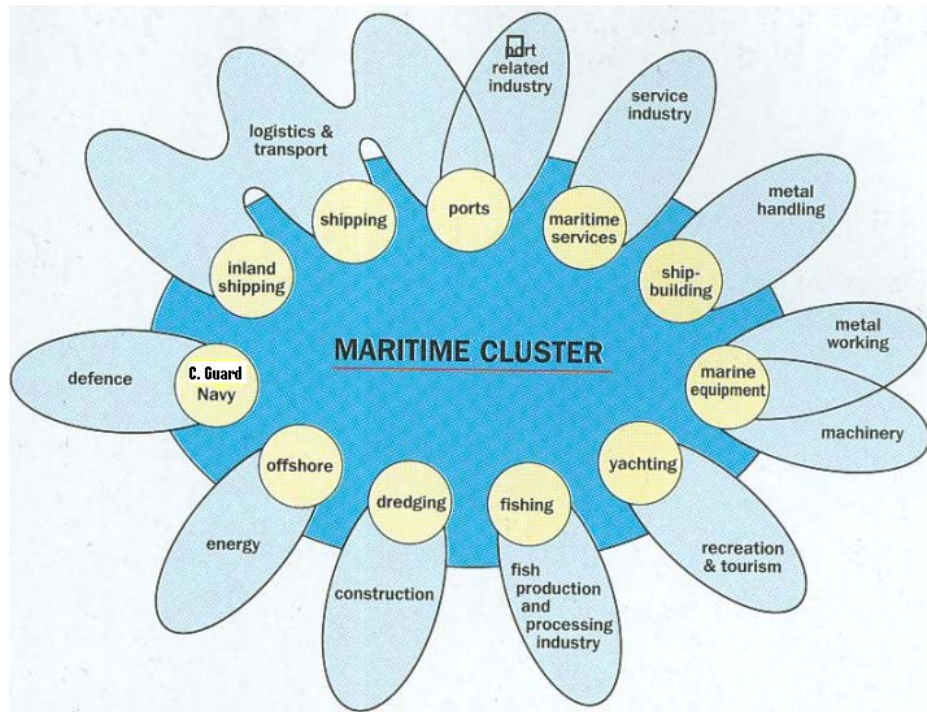 port
related
industry
service
industry
logistics &
transport
metal
handling
shipping
ports
maritime
services
inland
shipping
ship-
building
metal
working
MARITIME CLUSTER
defence
C. Guard
Navy
marine
equipment
machinery
offshore
yachting
dredging
fishing
energy
recreation
& tourism
construction
fish
production
and
processing
industry